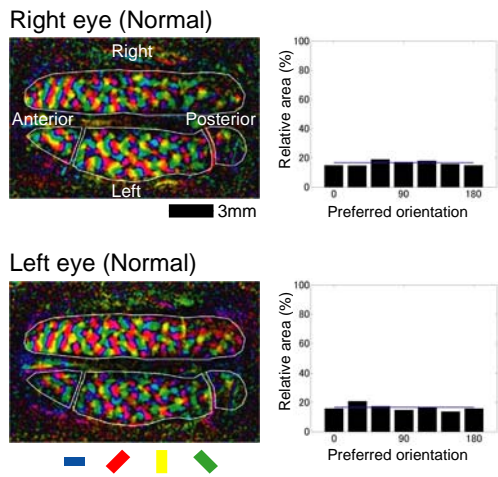 Right eye (Normal)
Right
Anterior
Posterior
Left
3mm
Relative area (%)
100
80
60
40
20
0
0
90
180
Preferred orientation
Left eye (Normal)
Relative area (%)
100
80
60
40
20
0
0
90
180
Preferred orientation